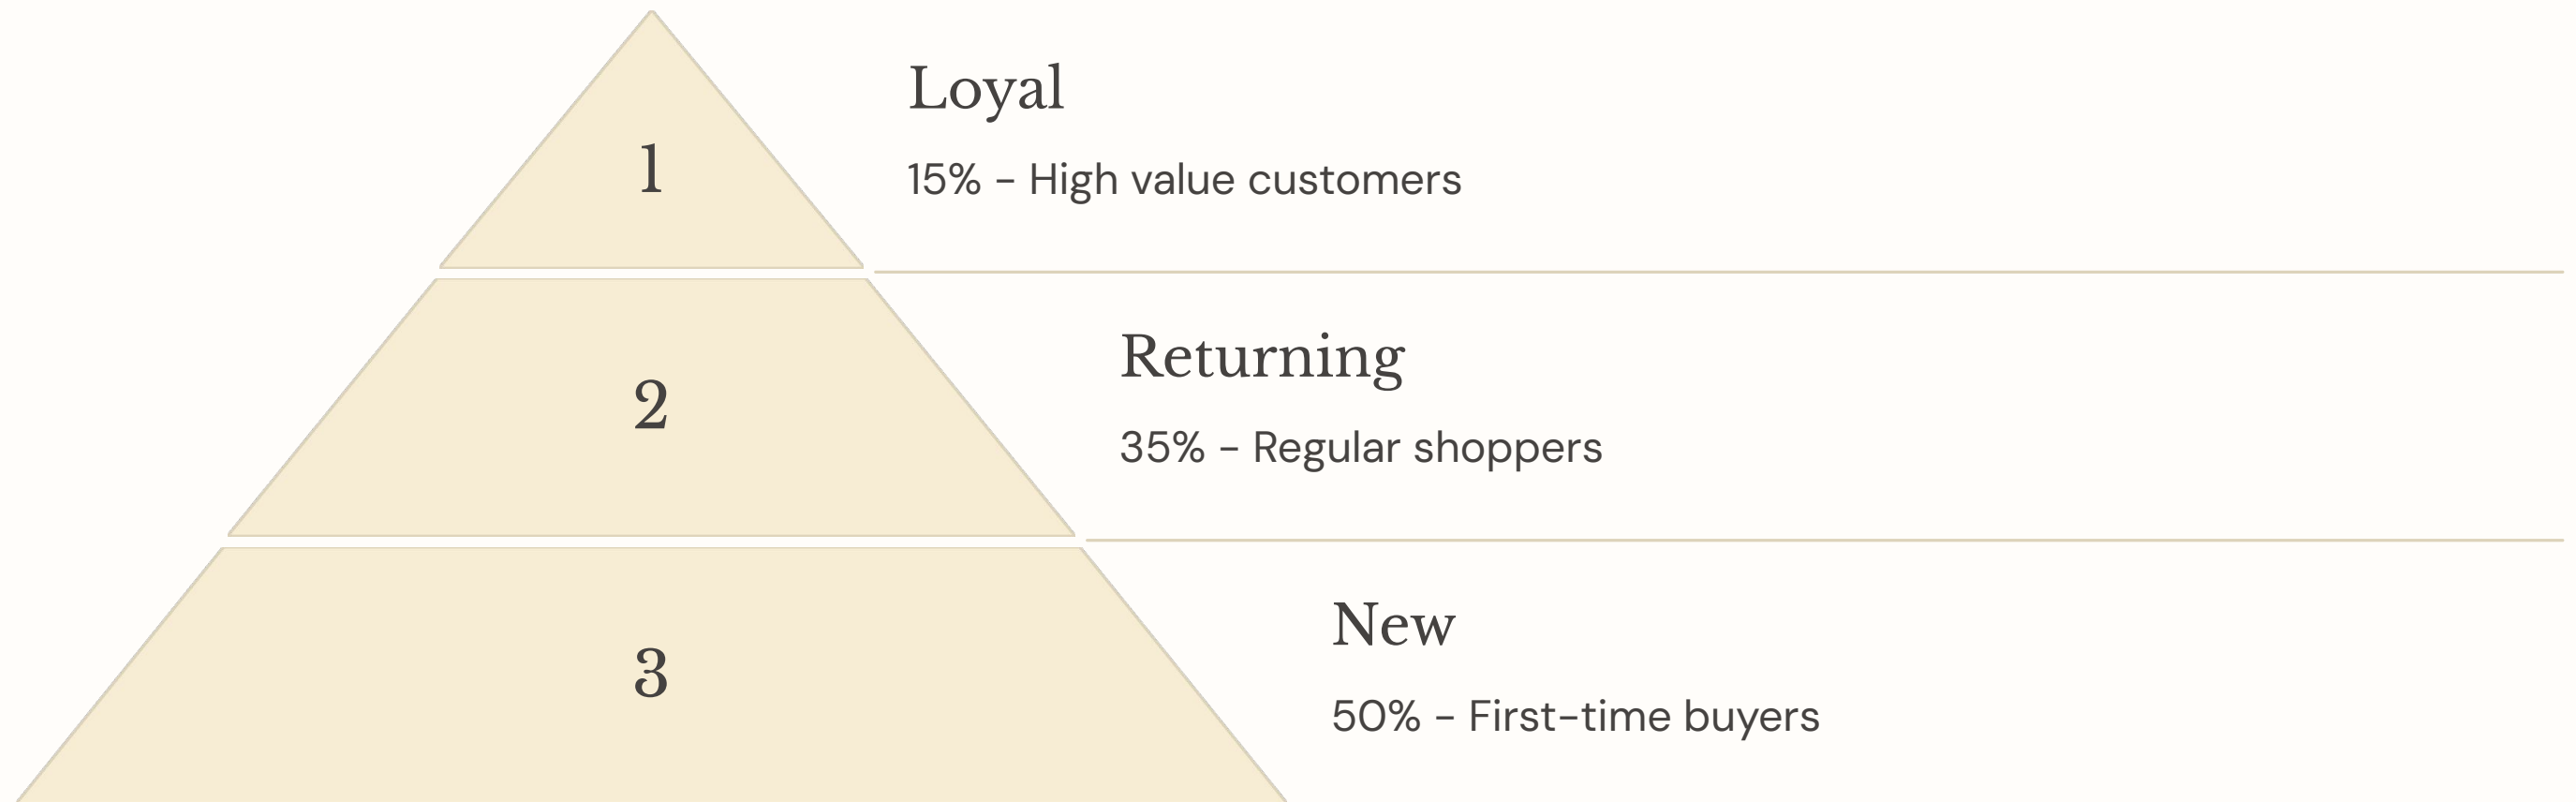 1
Loyal
15% – High value customers
2
Returning
35% – Regular shoppers
3
New
50% – First-time buyers